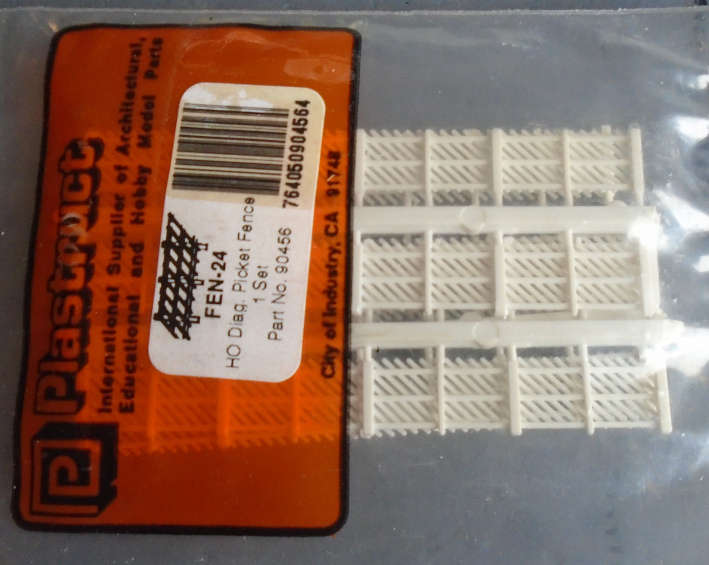 Plastruct
International Supplier of Architectural,
Educational and Hobby Model Parts
764050904564
FEN-24
HO Diag. Picket Fence
1 Set
Part No. 90456
City of Industry, CA 91748